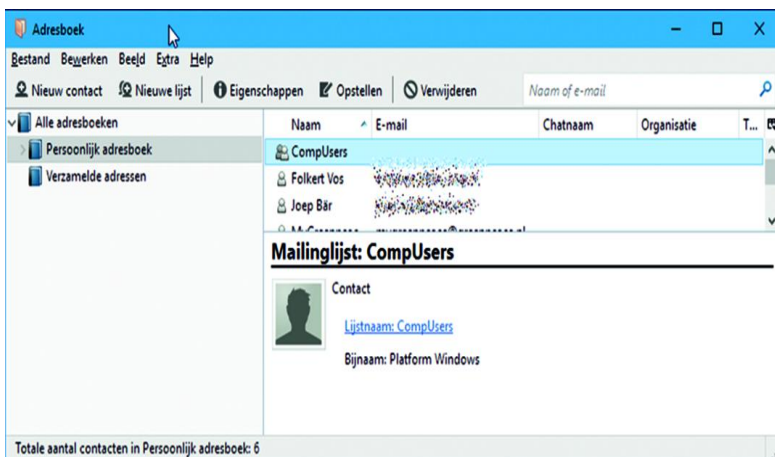 Adresboek
Bestand Bewerken Beeld Extra Help
Nieuw contact Nieuwe lijst Eigenschappen Opstellen Verwijderen Naam of e-mail
Alle adresboeken
Persoonlijk adresboek
Verzamelde adressen
Naam E-mail Chatnaam Organisatie T...
CompUsers
Folkert Vos
Joep Bär
Mailinglijst: CompUsers
Contact
Lijstnaam: CompUsers
Bijnaam: Platform Windows
Totale aantal contacten in Persoonlijk adresboek: 6